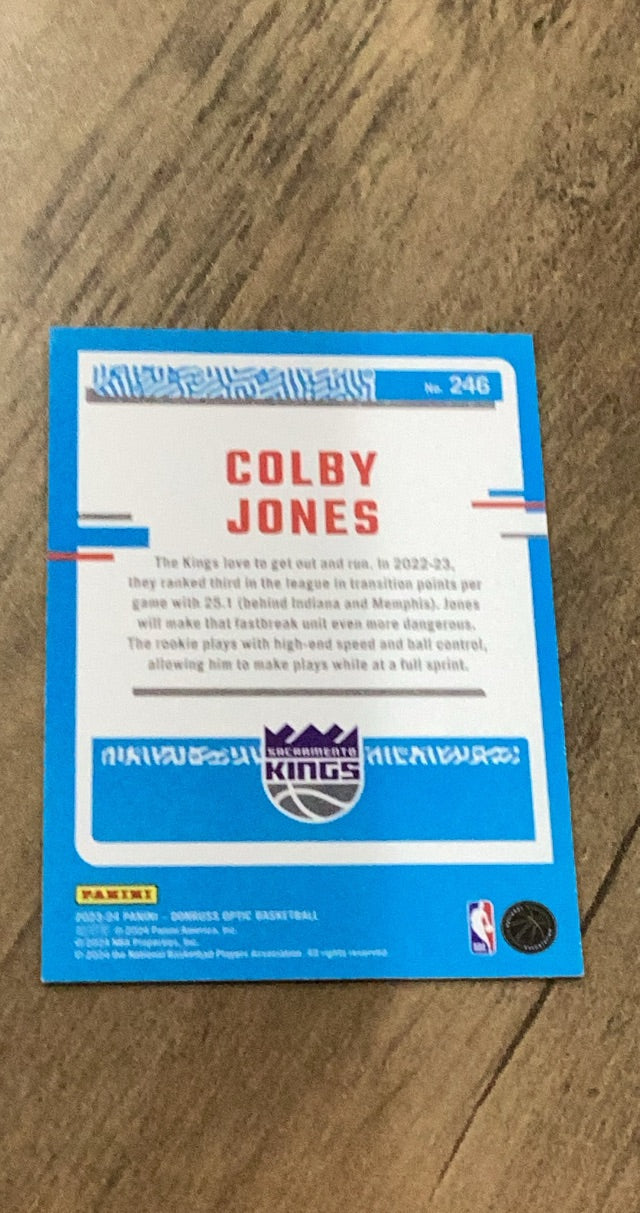 No. 246
COLBY
JONES
The Kings love to get out and run. In 2022-23,
they ranked third in the league in transition points per
game with 25.1 (behind Indiana and Memphis). Jones
will make that fastbreak unit even more dangerous.
The rookie plays with high-end speed and ball control,
allowing him to make plays while at a full sprint.
SACRAMENTO
KINGS
PANINI
2023-24 PANINI - DONRUSS OPTIC BASKETBALL
© 2024 Panini America, Inc.
© 2024 NBA Properties, Inc.
© 2024 the National Basketball Players Association. All rights reserved.